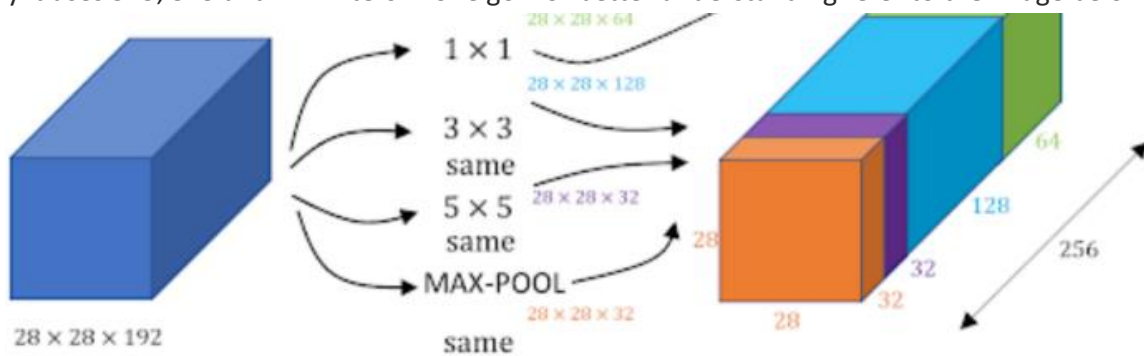 28 × 28 × 64
1 × 1
28 × 28 × 128
3 × 3
same
5 × 5
28 × 28 × 32
same
MAX-POOL
28 × 28 × 32
same
28 × 28 × 192
28
28
32
32
128
64
256